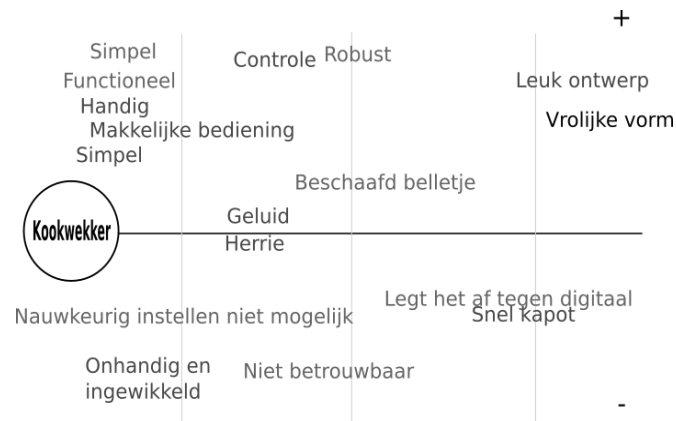 +
Simpel
Controle
Robust
Functioneel
Leuk ontwerp
Handig
Vrolijke vorm
Makkelijke bediening
Simpel
Beschaafd belletje
Geluid
Kookwekker
Herrie
Legt het af tegen digitaal
Nauwkeurig instellen niet mogelijk
Snel kapot
Onhandig en
ingewikkeld
Niet betrouwbaar
-